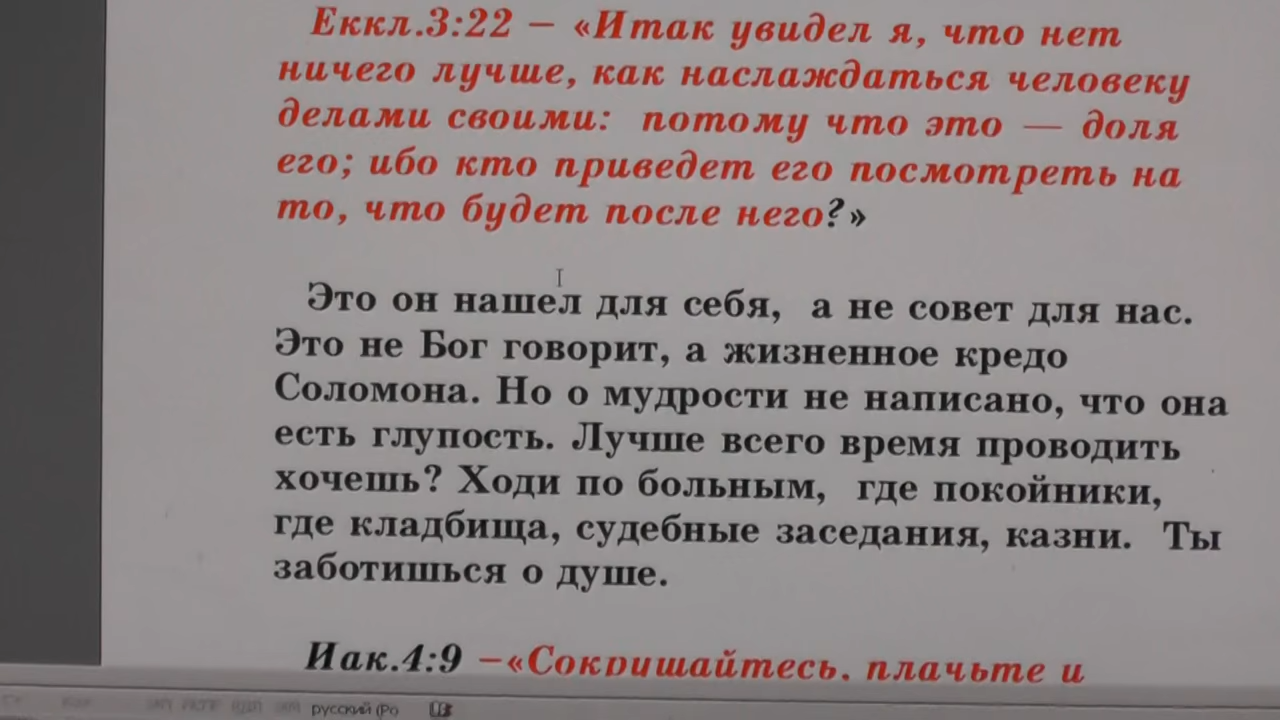 Еккл.3:22 – «Итак увидел я, что нет
ничего лучше, как наслаждаться человеку
делами своими: потому что это — доля
его; ибо кто приведет его посмотреть на
то, что будет после него?»
Это он нашел для себя, а не совет для нас.
Это не Бог говорит, а жизненное кредо
Соломона. Но о мудрости не написано, что она
есть глупость. Лучше всего время проводить
хочешь? Ходи по больным, где покойники,
где кладбища, судебные заседания, казни. Ты
заботишься о душе.
Иак.4:9 –«Сокрушайтесь, плачьте и
русский (Ро